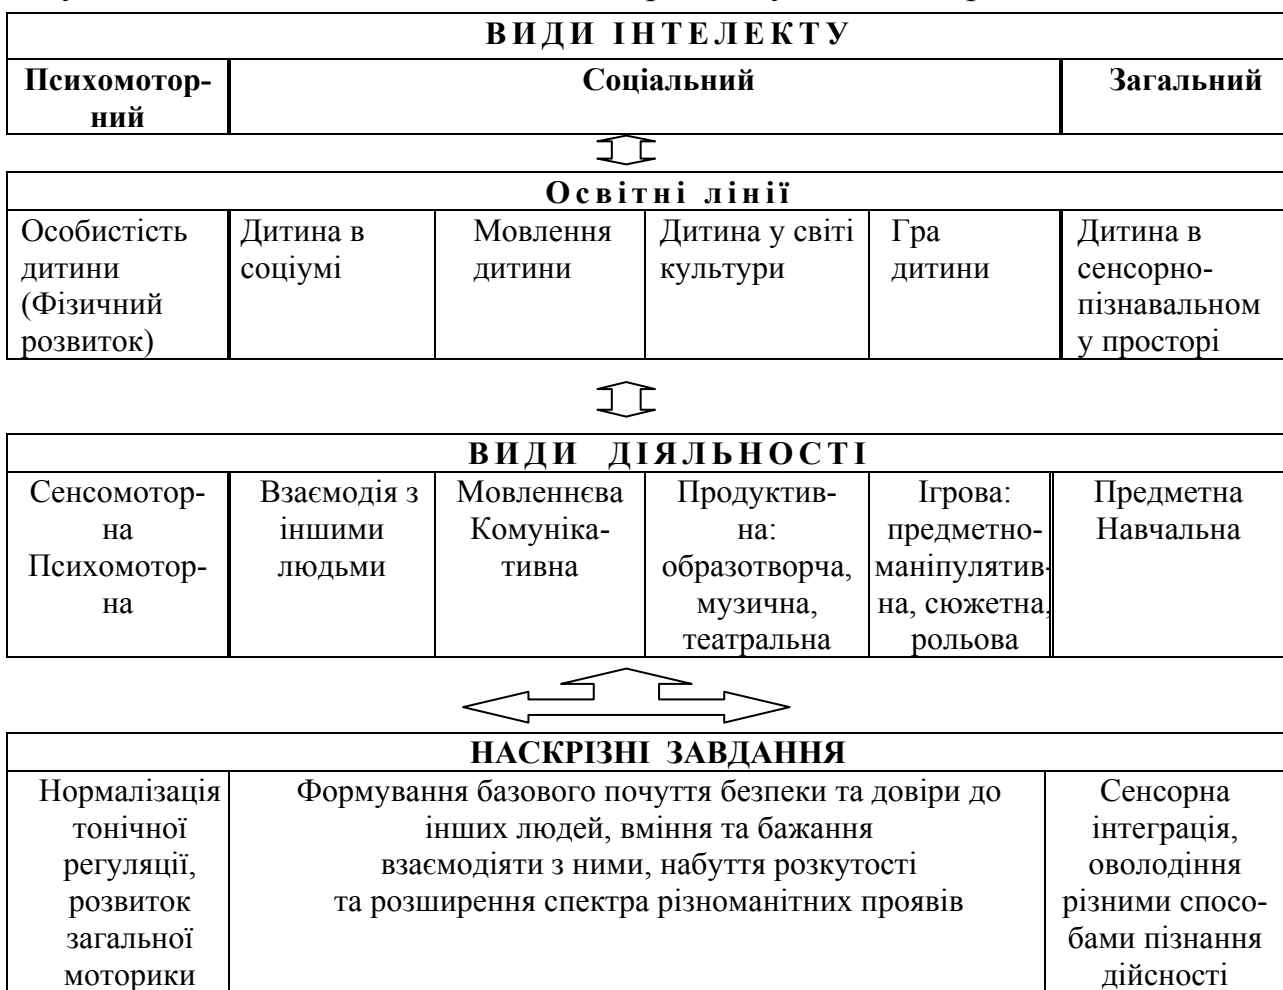 ВИДИ ІНТЕЛЕКТУ
Психомотор-
ний
Соціальний
Загальний
Освітні лінії
Особистість
дитини
(Фізичний
розвиток)
Дитина в
соціумі
Мовлення
дитини
Дитина у світі
культури
Гра
дитини
Дитина в
сенсорно-
пізнавальном
у просторі
ВИДИ ДІЯЛЬНОСТІ
Сенсомотор-
на
Психомотор-
на
Взаємодія з
іншими
людьми
Мовленнєва
Комуніка-
тивна
Продуктив-
на:
образотворча,
музична,
театральна
Ігрова:
предметно-
маніпулятив-
на, сюжетна,
рольова
Предметна
Навчальна
НАСКРІЗНІ ЗАВДАННЯ
Нормалізація
тонічної
регуляції,
розвиток
загальної
моторики
Формування базового почуття безпеки та довіри до
інших людей, вміння та бажання
взаємодіяти з ними, набуття розкутості
та розширення спектра різноманітних проявів
Сенсорна
інтеграція,
оволодіння
різними спосо-
бами пізнання
дійсності